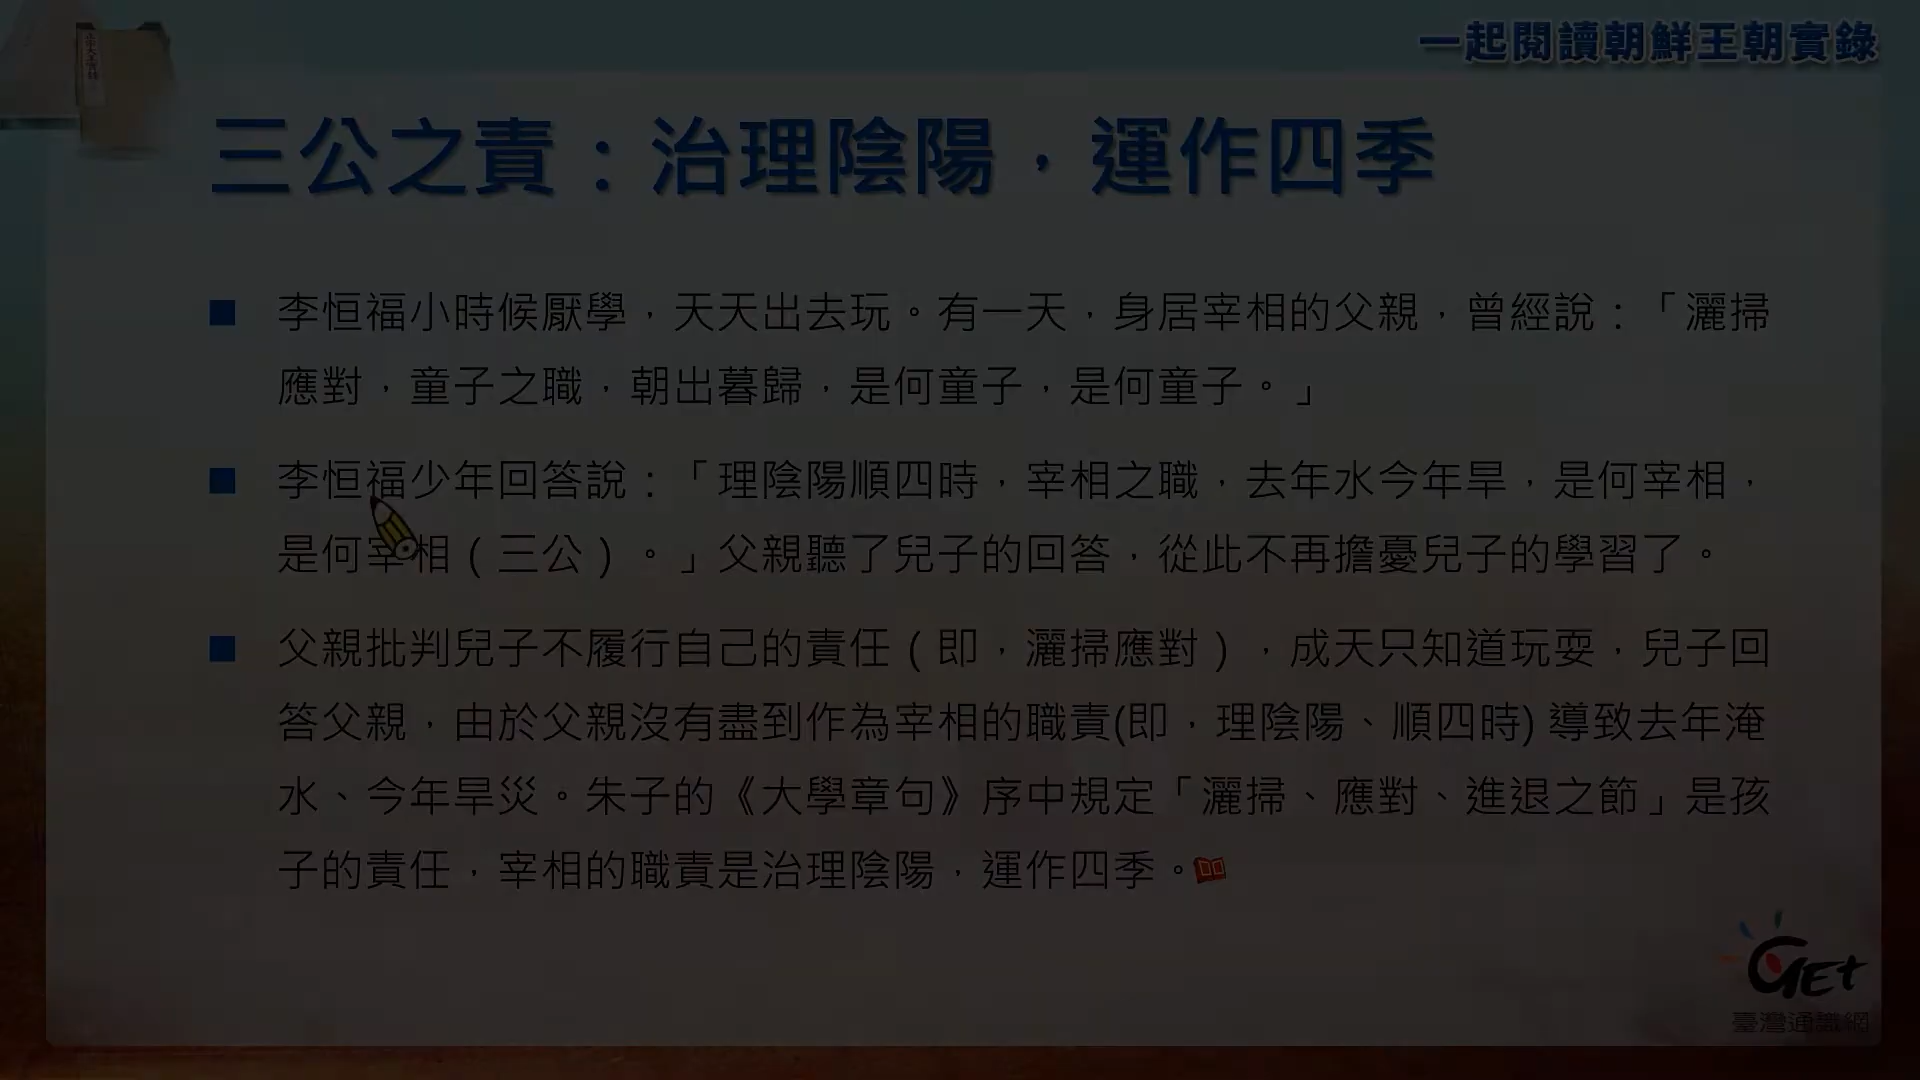 一起閱讀朝鮮王朝實錄
三公之責：治理陰陽，運作四季
李恒福小時候厭學，天天出去玩。有一天，身居宰相的父親，曾經說：「灑掃
應對，童子之職，朝出暮歸，是何童子，是何童子。」
李恒福少年回答說：「理陰陽順四時，宰相之職，去年水今年旱，是何宰相，
是何宰相（三公）。」父親聽了兒子的回答，從此不再擔憂兒子的學習了。
父親批判兒子不履行自己的責任（即，灑掃應對），成天只知道玩耍，兒子回
答父親，由於父親沒有盡到作為宰相的職責(即，理陰陽、順四時) 導致去年淹
水、今年旱災。朱子的《大學章句》序中規定「灑掃、應對、進退之節」是孩
子的責任，宰相的職責是治理陰陽，運作四季。
GEt
臺灣通識網